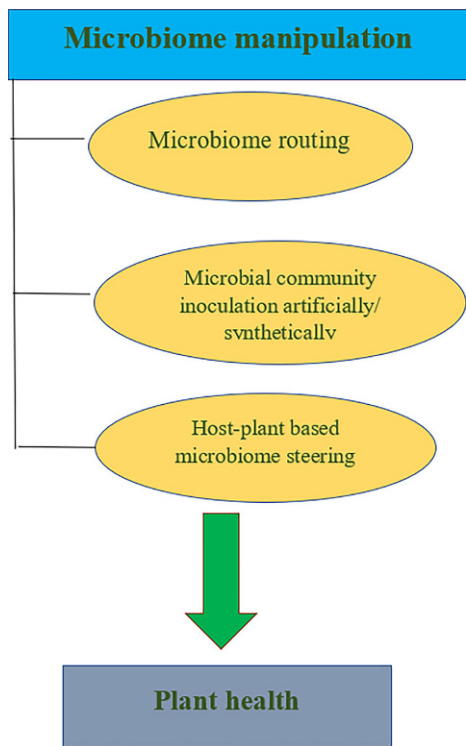 Microbiome manipulation
Microbiome routing
Microbial community
inoculation artificially/
synthetically
Host-plant based
microbiome steering
Plant health